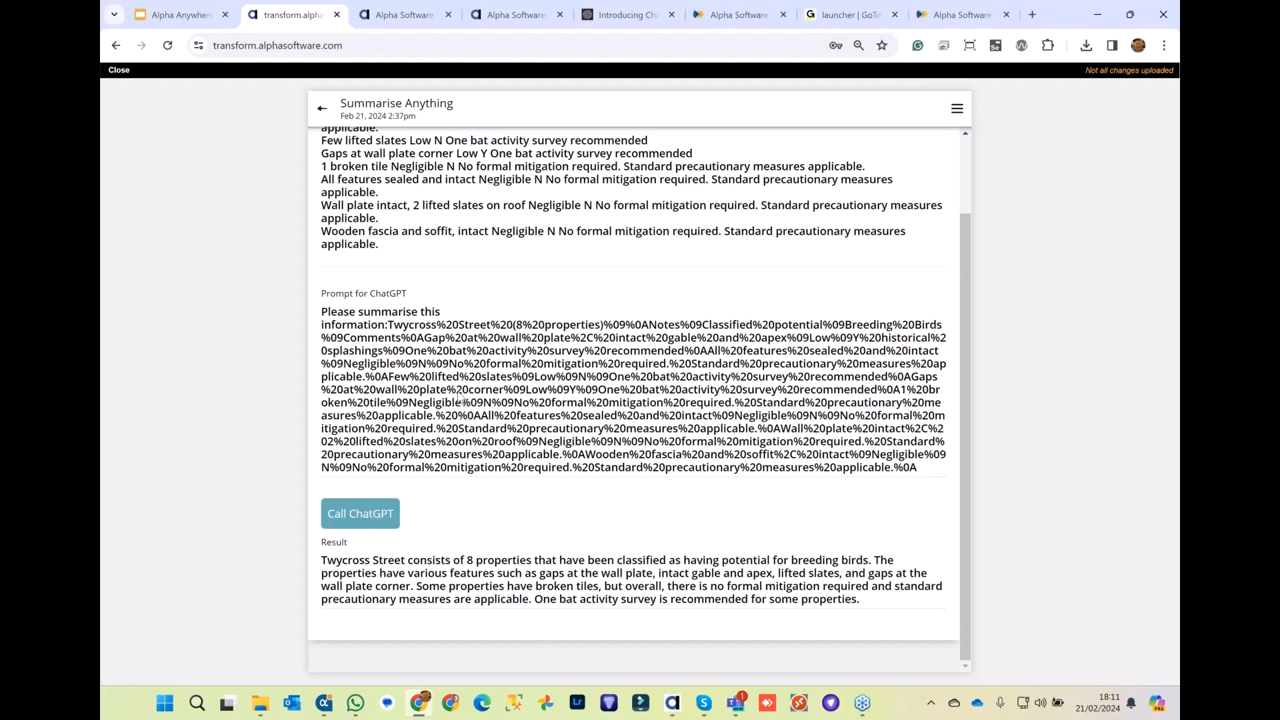 Alpha Anywher
transform.alpha
Alpha Software
Alpha Software
Introducing Cha
Alpha Software
launcher | GoTo
Alpha Software
transform.alphasoftware.com
Close
Not all changes uploaded
Summarise Anything
Feb 21, 2024 2:37pm
applicable.
Few lifted slates Low N One bat activity survey recommended
Gaps at wall plate corner Low Y One bat activity survey recommended
1 broken tile Negligible N No formal mitigation required. Standard precautionary measures applicable.
All features sealed and intact Negligible N No formal mitigation required. Standard precautionary measures
applicable.
Wall plate intact, 2 lifted slates on roof Negligible N No formal mitigation required. Standard precautionary measures
applicable.
Wooden fascia and soffit, intact Negligible N No formal mitigation required. Standard precautionary measures
applicable.
Prompt for ChatGPT
Please summarise this
information:Twycross%20Street%20(8%20properties)%09%0ANotes%09Classified%20potential%09Breeding%20Birds
%09Comments%0AGap%20at%20wall%20plate%2C%20intact%20gable%20and%20apex%09Low%09Y%20historical%2
0splashings%09One%20bat%20activity%20survey%20recommended%0AAll%20features%20sealed%20and%20intact
%09Negligible%09N%09No%20formal%20mitigation%20required.%20Standard%20precautionary%20measures%20ap
plicable.%0AFew%20lifted%20slates%09Low%09N%09One%20bat%20activity%20survey%20recommended%0AGaps
%20at%20wall%20plate%20corner%09Low%09Y%09One%20bat%20activity%20survey%20recommended%0A1%20br
oken%20tile%09Negligible%09N%09No%20formal%20mitigation%20required.%20Standard%20precautionary%20me
asures%20applicable.%20%0AAll%20features%20sealed%20and%20intact%09Negligible%09N%09No%20formal%20m
itigation%20required.%20Standard%20precautionary%20measures%20applicable.%0AWall%20plate%20intact%2C%2
02%20lifted%20slates%20on%20roof%09Negligible%09N%09No%20formal%20mitigation%20required.%20Standard%
20precautionary%20measures%20applicable.%0AWooden%20fascia%20and%20soffit%2C%20intact%09Negligible%09
N%09No%20formal%20mitigation%20required.%20Standard%20precautionary%20measures%20applicable.%0A
Call ChatGPT
Result
Twycross Street consists of 8 properties that have been classified as having potential for breeding birds. The
properties have various features such as gaps at the wall plate, intact gable and apex, lifted slates, and gaps at the
wall plate corner. Some properties have broken tiles, but overall, there is no formal mitigation required and standard
precautionary measures are applicable. One bat activity survey is recommended for some properties.
18:11
21/02/2024